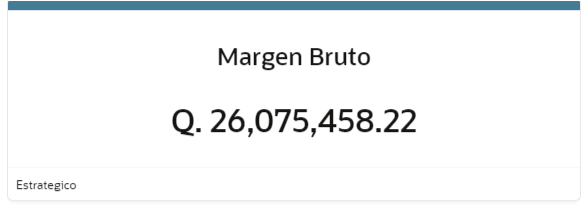 Margen Bruto
Q. 26,075,458.22
Estrategico